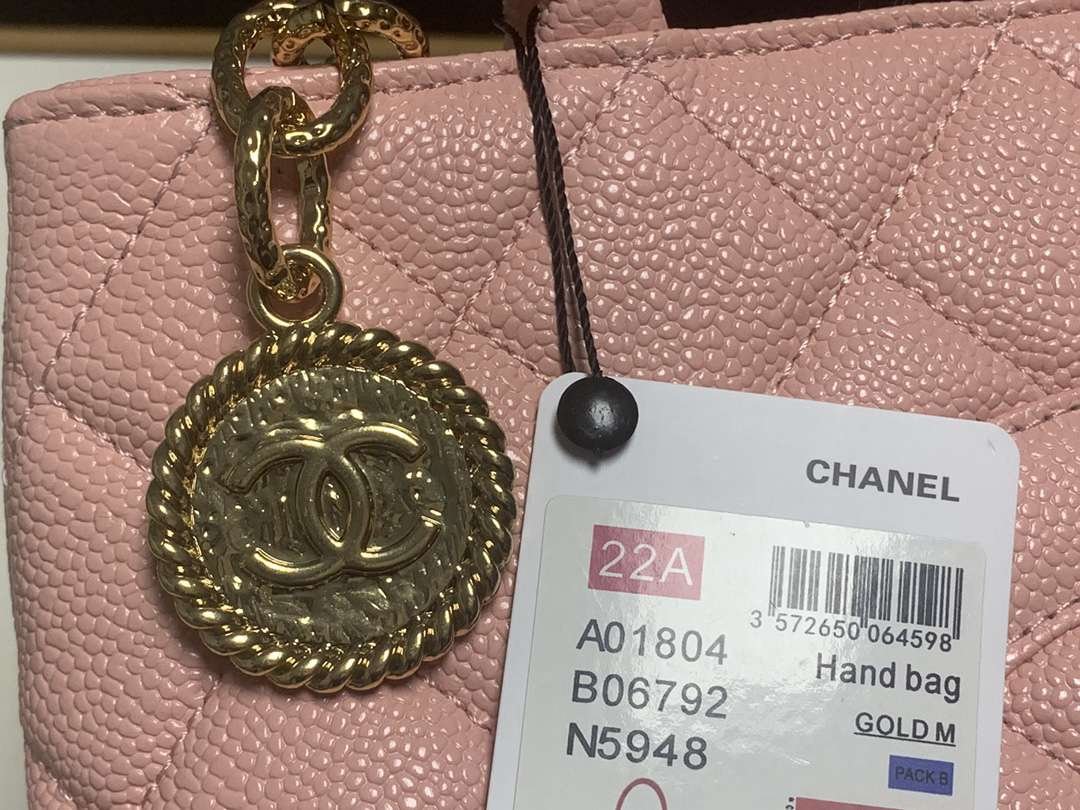 CHANEL
22A
3 572650 064598
A01804
Hand bag
B06792
GOLD M
N5948
PACK B